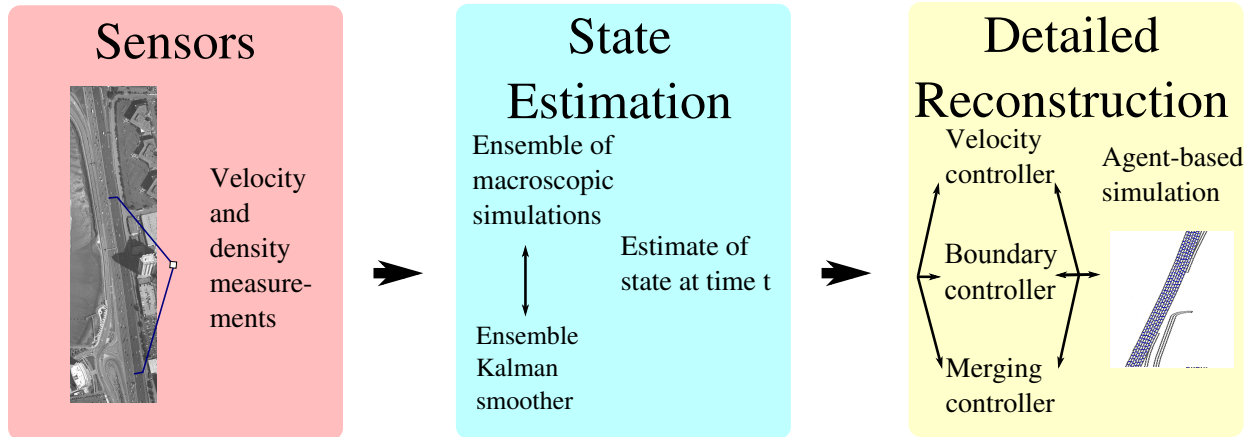 Sensors
Velocity
and
density
measure-
ments
State
Estimation
Ensemble of
macroscopic
simulations
Estimate of
state at time t
Ensemble
Kalman
smoother
Detailed
Reconstruction
Velocity
controller
Boundary
controller
Merging
controller
Agent-based
simulation